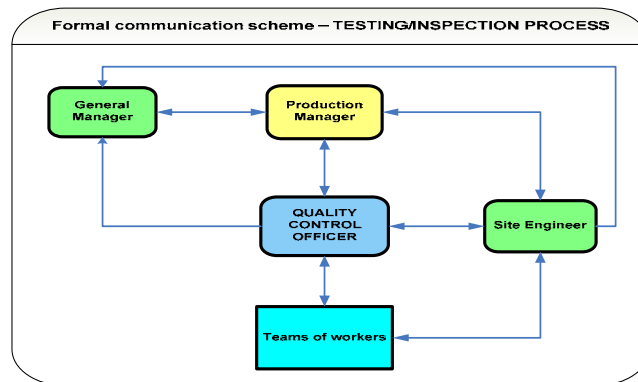 Formal communication scheme – TESTING/INSPECTION PROCESS
General
Manager
Production
Manager
QUALITY
CONTROL
OFFICER
Site Engineer
Teams of workers